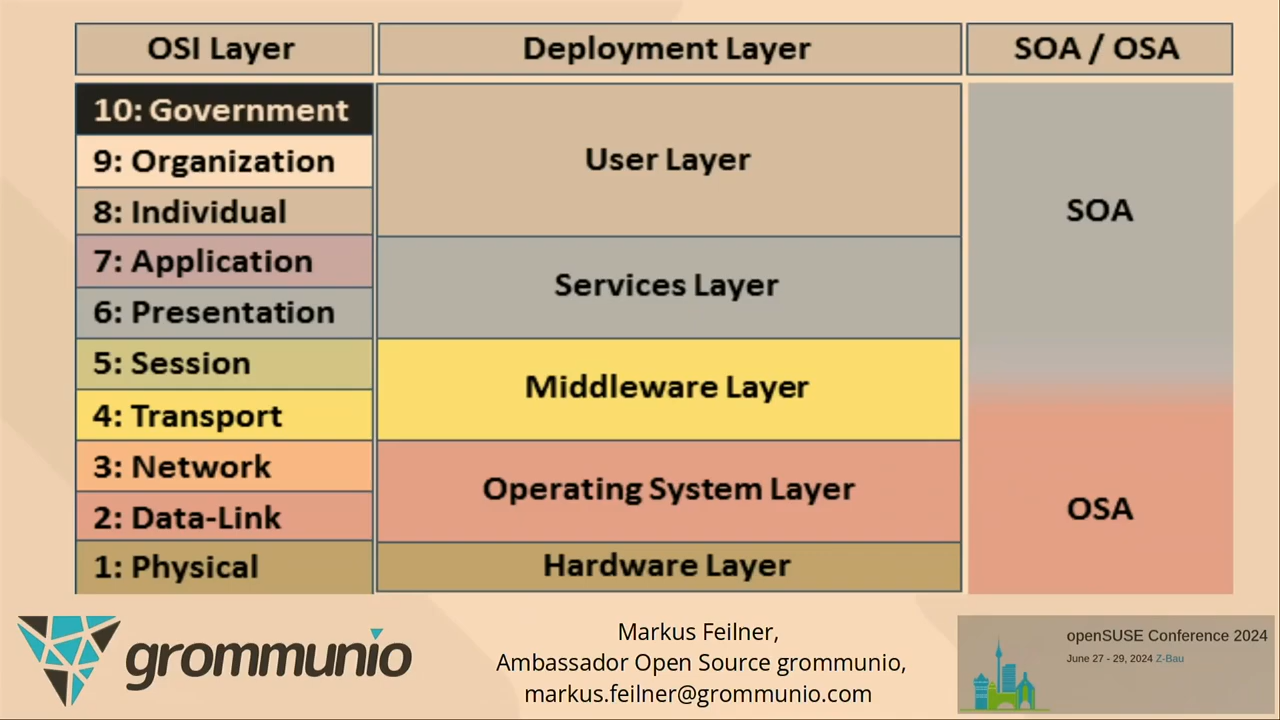 OSI Layer
Deployment Layer
SOA / OSA
10: Government
9: Organization
8: Individual
7: Application
6: Presentation
5: Session
4: Transport
3: Network
2: Data-Link
1: Physical
User Layer
Services Layer
Middleware Layer
Operating System Layer
Hardware Layer
SOA
OSA
grommunio
Markus Feilner,
Ambassador Open Source grommunio,
markus.feilner@grommunio.com
openSUSE Conference 2024
June 27 - 29, 2024 Z-Bau